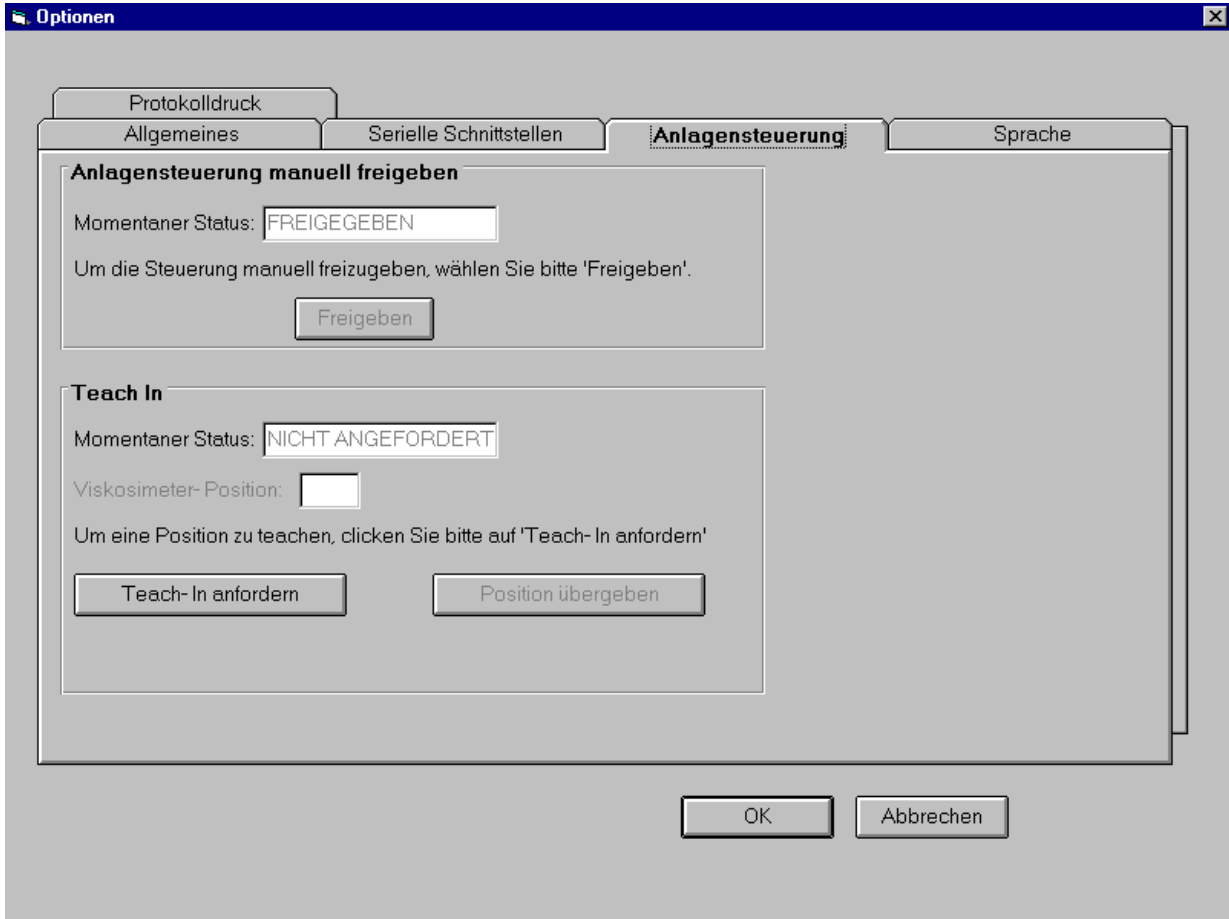 Optionen
Protokolldruck
Allgemeines
Serielle Schnittstellen
Anlagensteuerung
Sprache
Anlagensteuerung manuell freigeben
Momentaner Status: FREIGEGEBEN
Um die Steuerung manuell freizugeben, wählen Sie bitte 'Freigeben'.
Freigeben
Teach In
Momentaner Status: NICHT ANGEFORDERT
Viskosimeter-Position:
Um eine Position zu teachen, clicken Sie bitte auf 'Teach-In anfordern'
Teach-In anfordern
Position übergeben
OK
Abbrechen